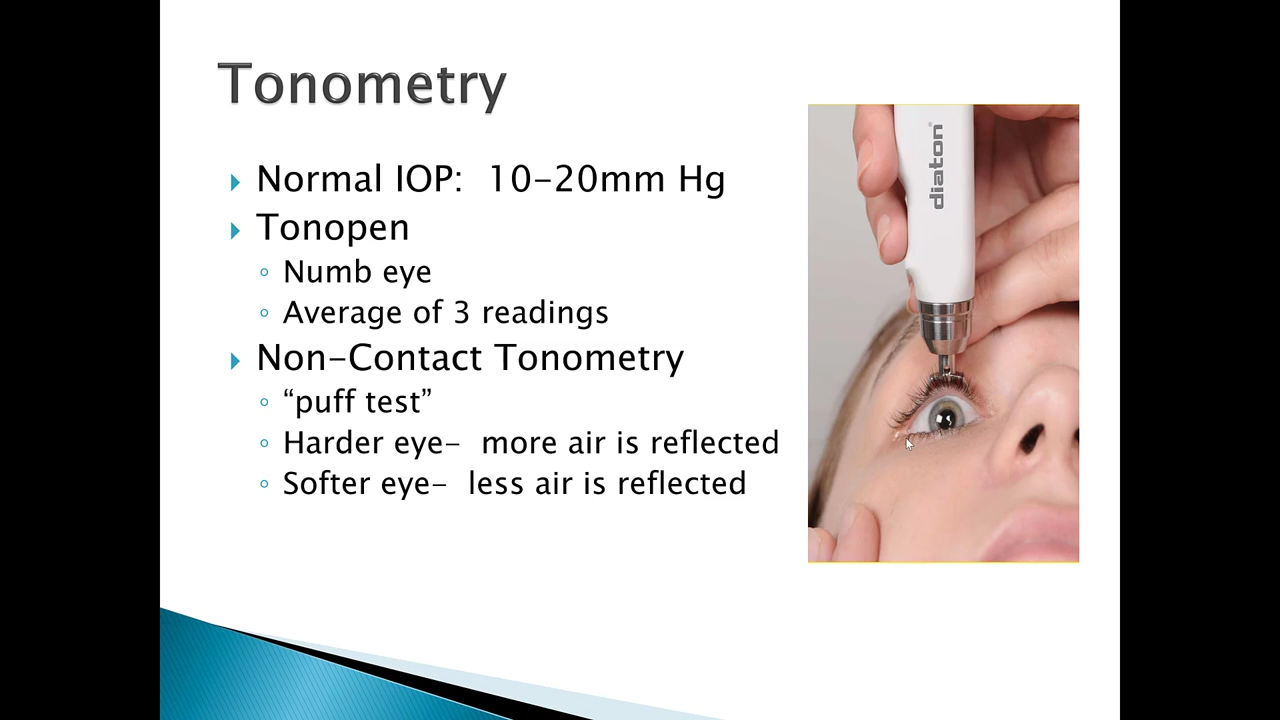 Tonometry
Normal IOP:  10-20mm Hg
Tonopen
Numb eye
Average of 3 readings
Non-Contact Tonometry
“puff test”
Harder eye-  more air is reflected
Softer eye-  less air is reflected
diaton®